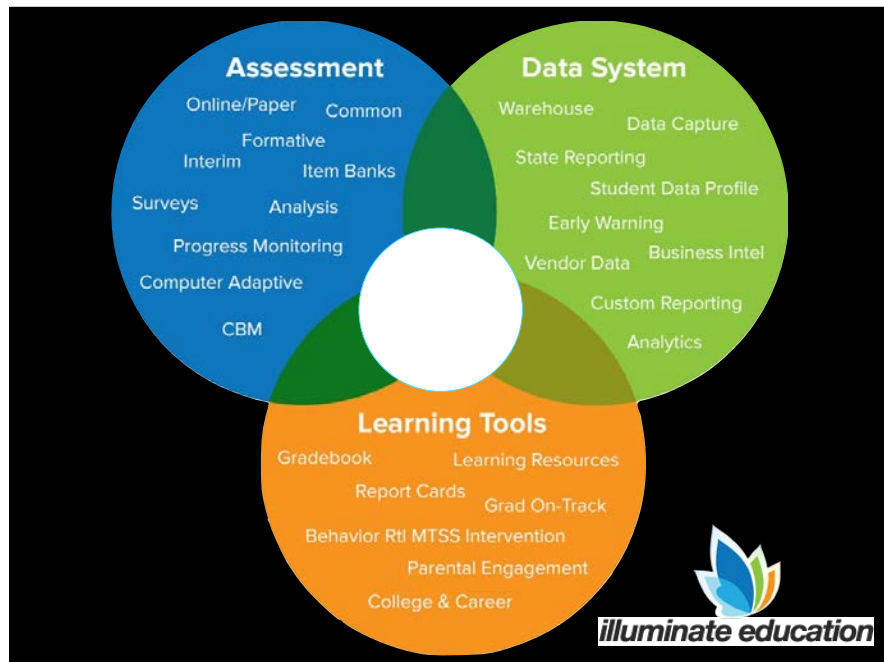 Assessment
Online/Paper
Common
Formative
Interim
Item Banks
Surveys
Analysis
Progress Monitoring
Computer Adaptive
CBM
Data System
Warehouse
Data Capture
State Reporting
Student Data Profile
Early Warning
Business Intel
Vendor Data
Custom Reporting
Analytics
Learning Tools
Gradebook
Learning Resources
Report Cards
Grad On-Track
Behavior RtI MTSS Intervention
Parental Engagement
College & Career
illuminate education